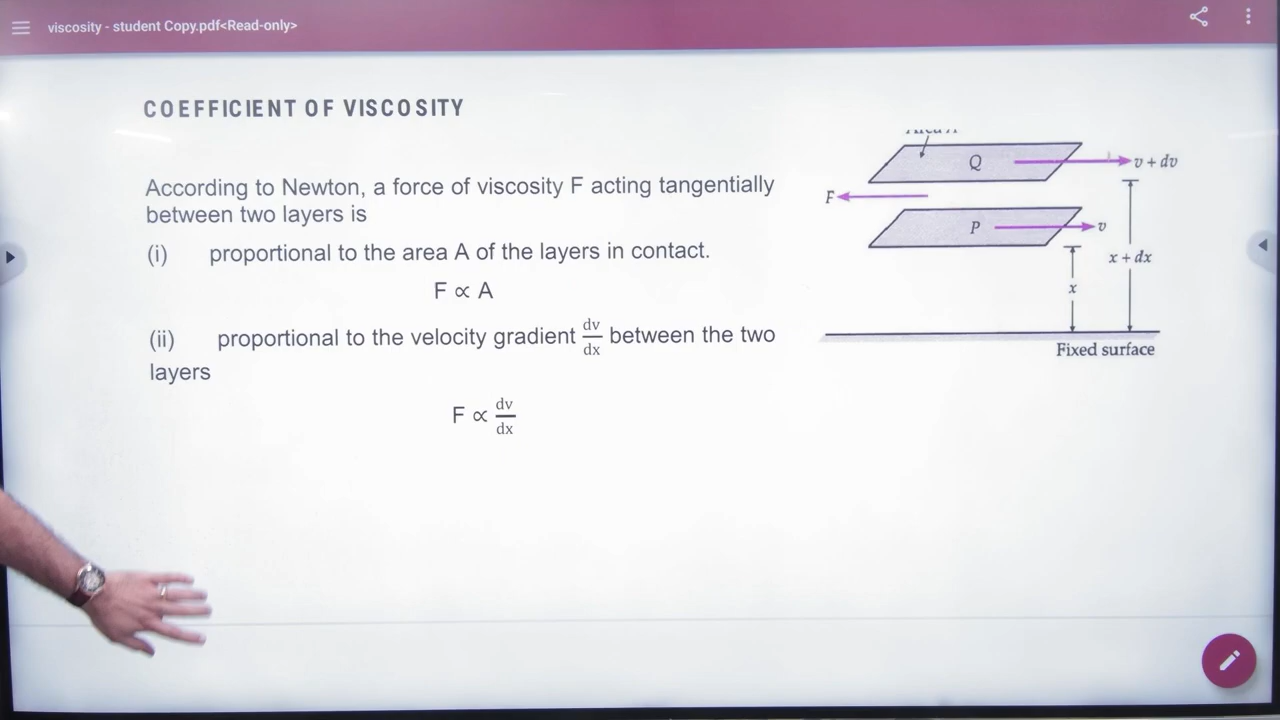 viscosity - student Copy.pdf<Read-only>
COEFFICIENT OF VISCOSITY
According to Newton, a force of viscosity F acting tangentially
between two layers is
(i) proportional to the area A of the layers in contact.
F ∝ A
(ii) proportional to the velocity gradient dv/dx between the two
layers
F ∝ dv/dx
Q
v + dv
F
P
v
x + dx
x
Fixed surface